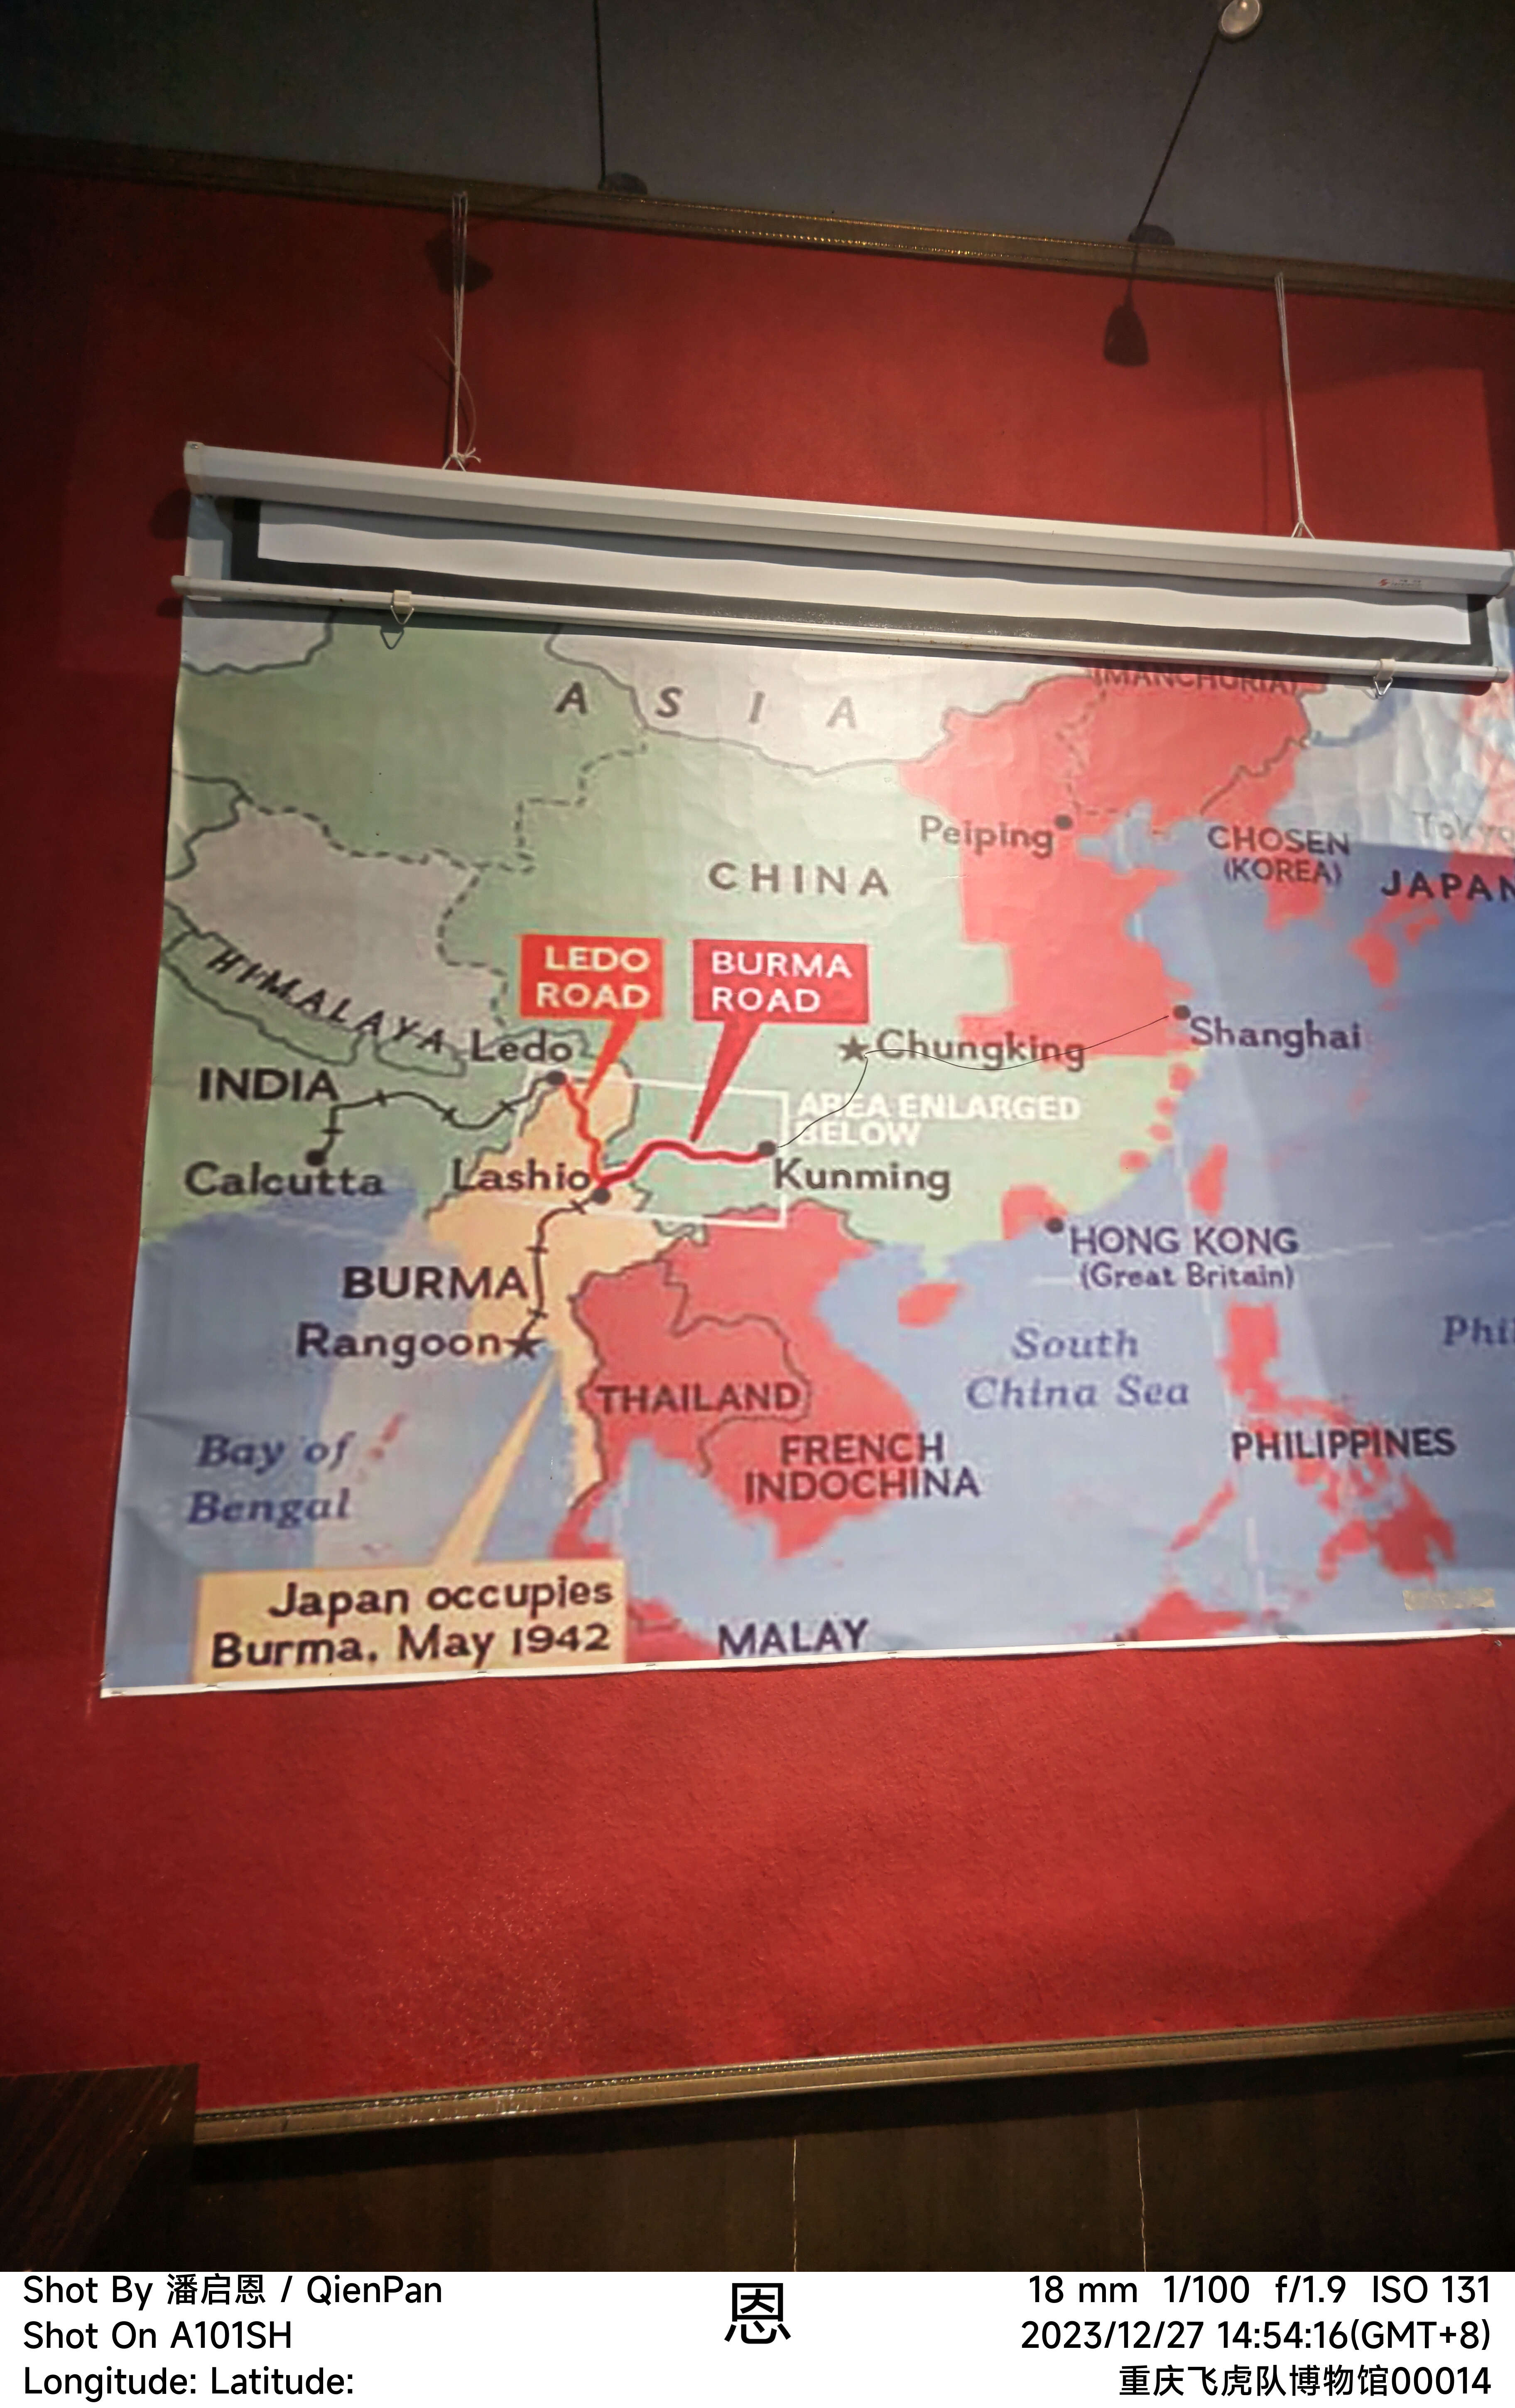 (MANCHURIA)
A S I A
Peiping
CHOSEN
(KOREA)
Tokyo
JAPAN
CHINA
HIMALAYA
LEDO
ROAD
BURMA
ROAD
Ledo
Chungking
Shanghai
INDIA
AREA ENLARGED
BELOW
Calcutta
Lashio
Kunming
HONG KONG
(Great Britain)
BURMA
Rangoon
South
China Sea
Phi
THAILAND
FRENCH
INDOCHINA
PHILIPPINES
Bay of
Bengal
Japan occupies
Burma, May 1942
MALAY
Shot By 潘启恩 / QienPan
Shot On A101SH
Longitude: Latitude:
恩
18 mm 1/100 f/1.9 ISO 131
2023/12/27 14:54:16(GMT+8)
重庆飞虎队博物馆00014